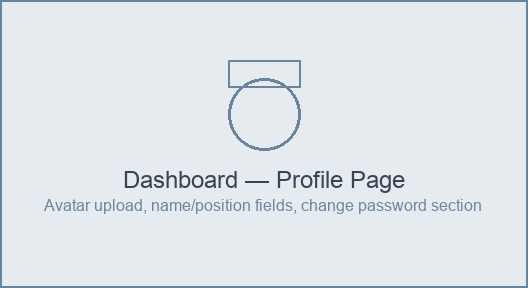 Dashboard — Profile Page
Avatar upload, name/position fields, change password section